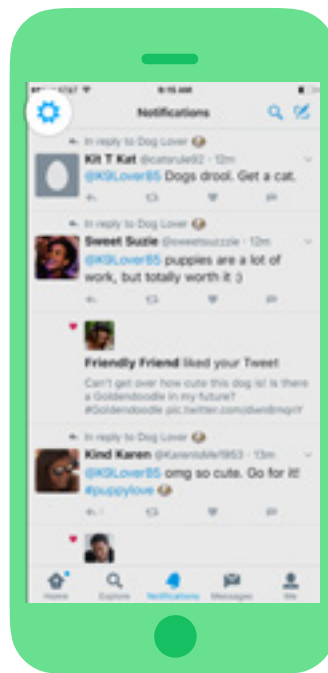 9:15 AM
Notifications
In reply to Dog Lover
Kit T Kat @catsrule92 · 12m
@K9Lover85 Dogs drool. Get a cat.
In reply to Dog Lover
Sweet Suzie @sweetsuzzie · 12m
@K9Lover85 puppies are a lot of
work, but totally worth it :)
Friendly Friend liked your Tweet
Can't get over how cute this dog is! Is there
a Goldendoodle in my future?
#Goldendoodle
In reply to Dog Lover
Kind Karen · 13m
@K9Lover85 omg so cute. Go for it!
#puppylove
Home Explore Notifications Messages Me